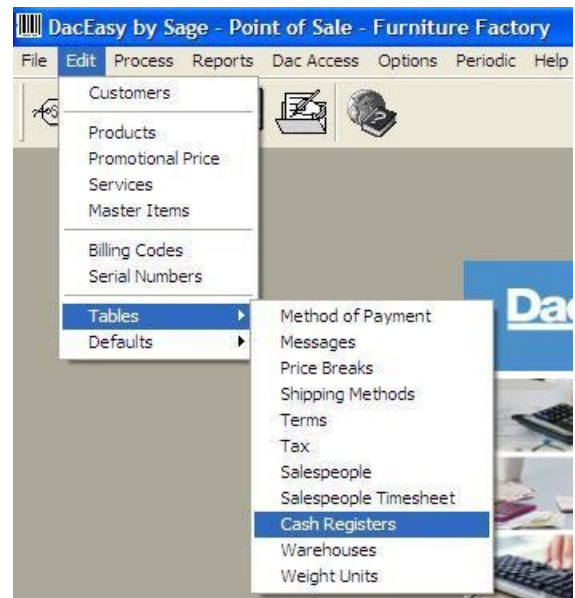 DacEasy by Sage - Point of Sale - Furniture Factory
File Edit Process Reports Dac Access Options Periodic Help
Customers
Products
Promotional Price
Services
Master Items
Billing Codes
Serial Numbers
Tables
Defaults
Method of Payment
Messages
Price Breaks
Shipping Methods
Terms
Tax
Salespeople
Salespeople Timesheet
Cash Registers
Warehouses
Weight Units